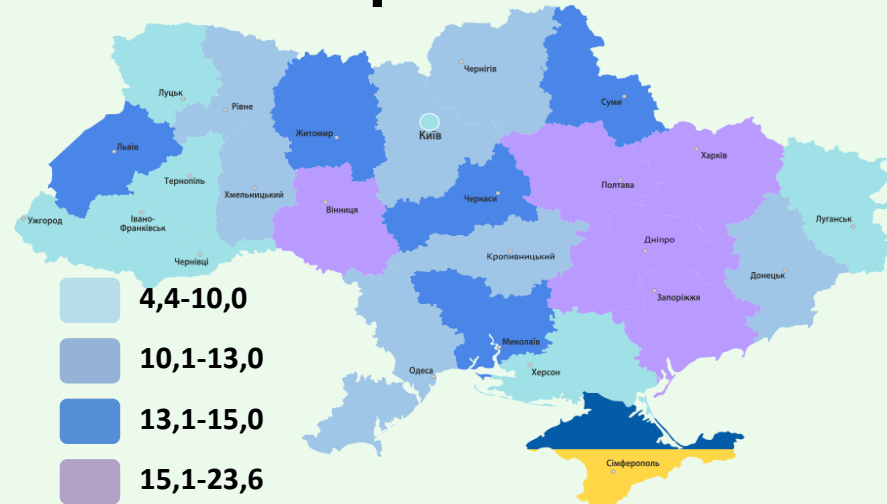 Чернігів
Луцьк
Рівне
Суми
Житомир
Київ
Львів
Харків
Тернопіль
Хмельницький
Черкаси
Полтава
Вінниця
Ужгород
Івано-
Франківськ
Луганськ
Дніпро
Чернівці
Кропивницький
Донецьк
Запоріжжя
4,4-10,0
10,1-13,0
Миколаїв
Одеса
Херсон
13,1-15,0
Сімферополь
15,1-23,6